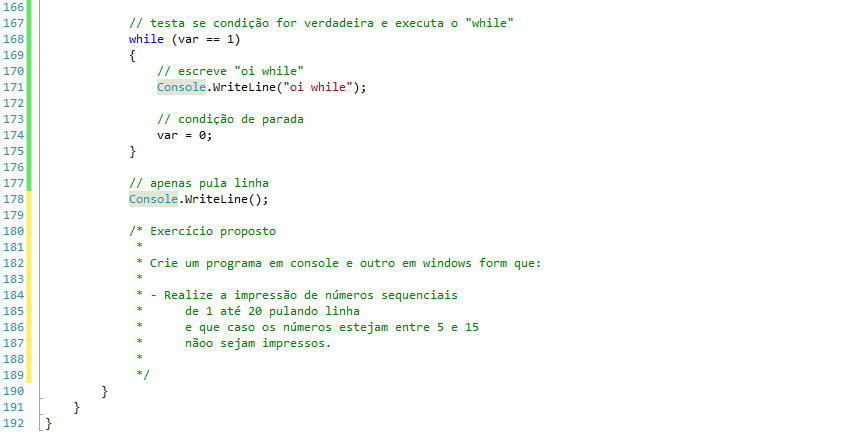 166
167 // testa se condição for verdadeira e executa o "while"
168 while (var == 1)
169 {
170 // escreve "oi while"
171 Console.WriteLine("oi while");
172
173 // condição de parada
174 var = 0;
175 }
176
177 // apenas pula linha
178 Console.WriteLine();
179
180 /* Exercício proposto
181 *
182 * Crie um programa em console e outro em windows form que:
183 *
184 * - Realize a impressão de números sequenciais
185 * de 1 até 20 pulando linha
186 * e que caso os números estejam entre 5 e 15
187 * nãoo sejam impressos.
188 *
189 */
190 }
191 }
192 }